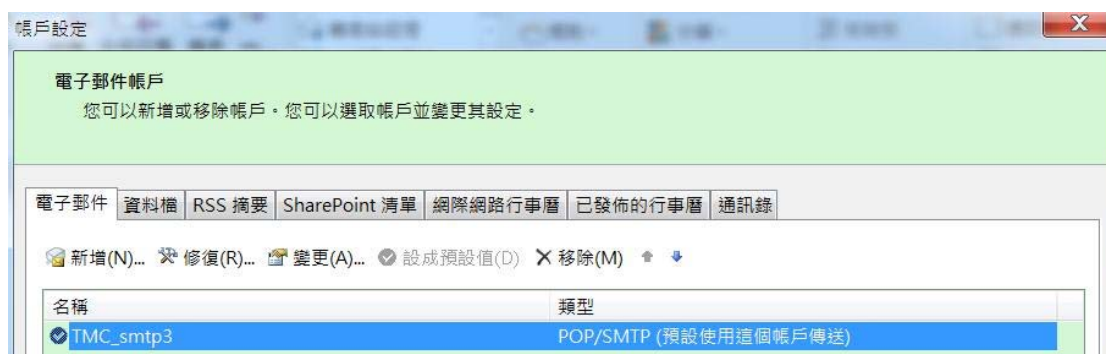 帳戶設定
電子郵件帳戶
您可以新增或移除帳戶。您可以選取帳戶並變更其設定。
電子郵件 資料檔 RSS 摘要 SharePoint 清單 網際網路行事曆 已發佈的行事曆 通訊錄
新增(N)... 修復(R)... 變更(A)... 設成預設值(D) 移除(M)
名稱 類型
TMC_smtp3 POP/SMTP (預設使用這個帳戶傳送)